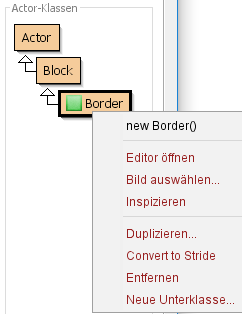 Actor-Klassen
Actor
Block
Border
new Border()
Editor öffnen
Bild auswählen...
Inspizieren
Duplizieren...
Convert to Stride
Entfernen
Neue Unterklasse...